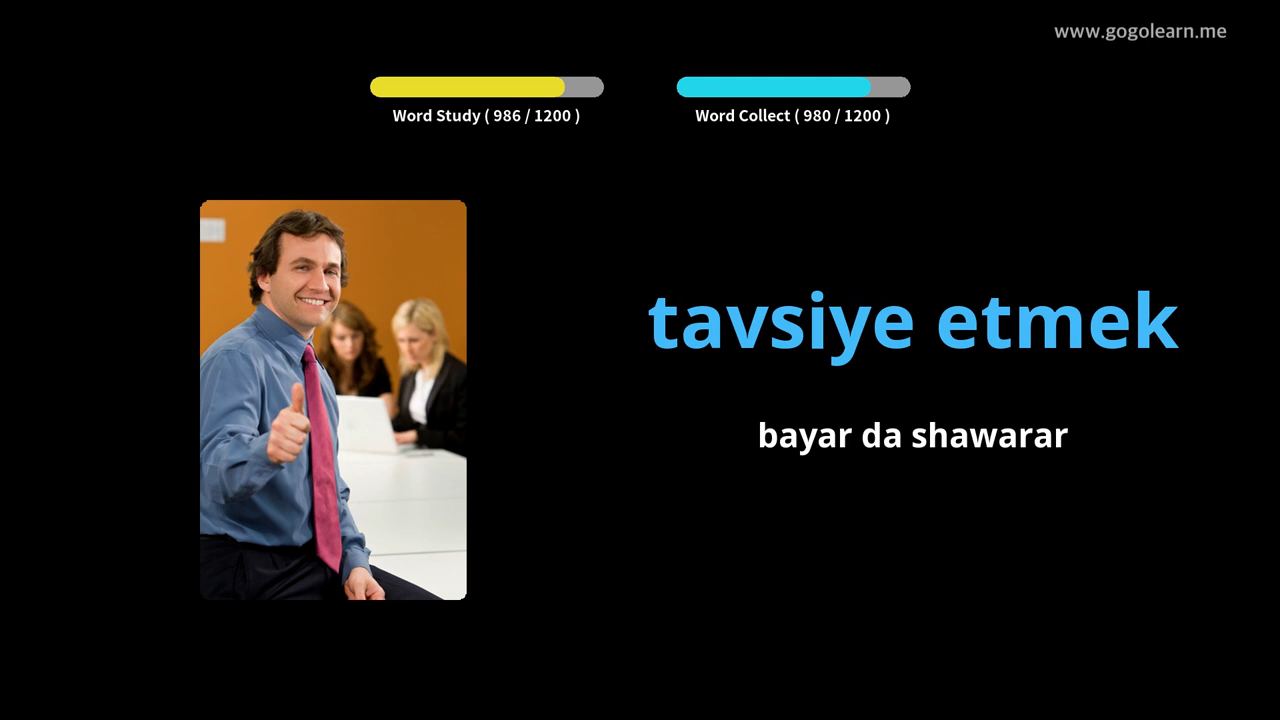 www.gogolearn.me
Word Study ( 986 / 1200 )
Word Collect ( 980 / 1200 )
tavsiye etmek
bayar da shawarar